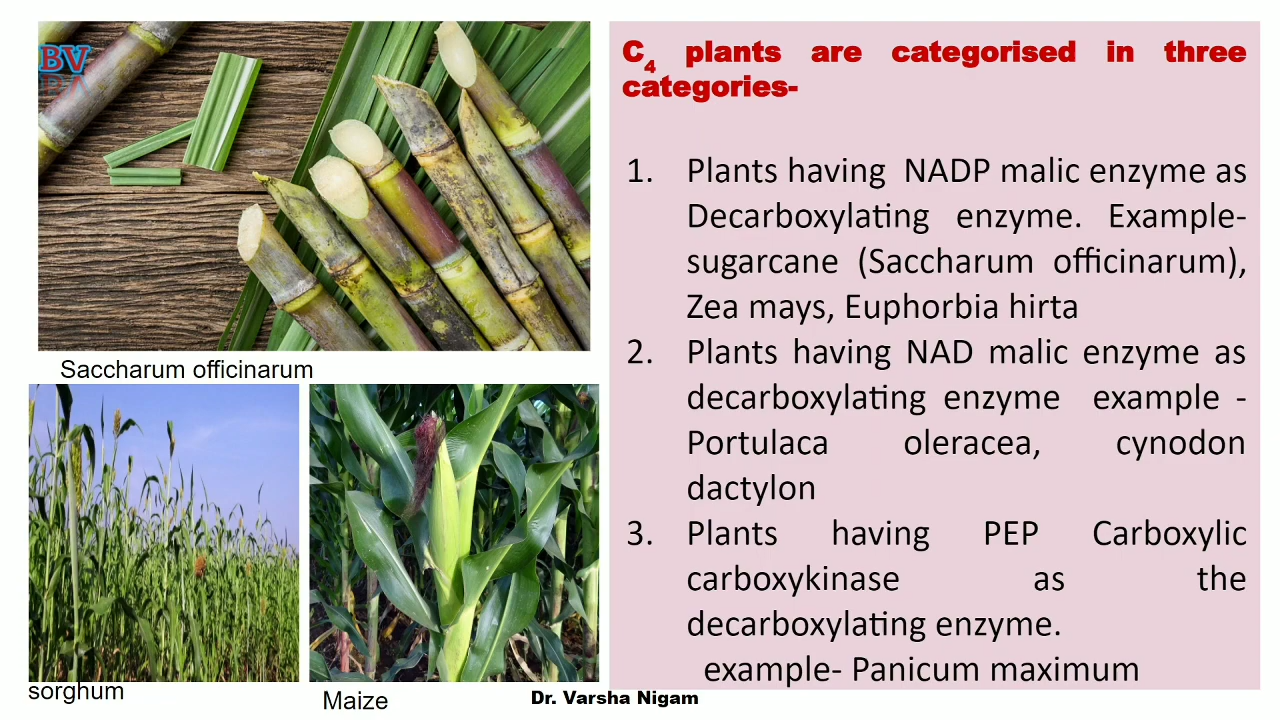 BV
C4 plants are categorised in three
categories-
1. Plants having NADP malic enzyme as
Decarboxylating enzyme. Example-
sugarcane (Saccharum officinarum),
Zea mays, Euphorbia hirta
2. Plants having NAD malic enzyme as
decarboxylating enzyme example -
Portulaca oleracea, cynodon
dactylon
3. Plants having PEP Carboxylic
carboxykinase as the
decarboxylating enzyme.
example- Panicum maximum
Saccharum officinarum
sorghum
Maize
Dr. Varsha Nigam